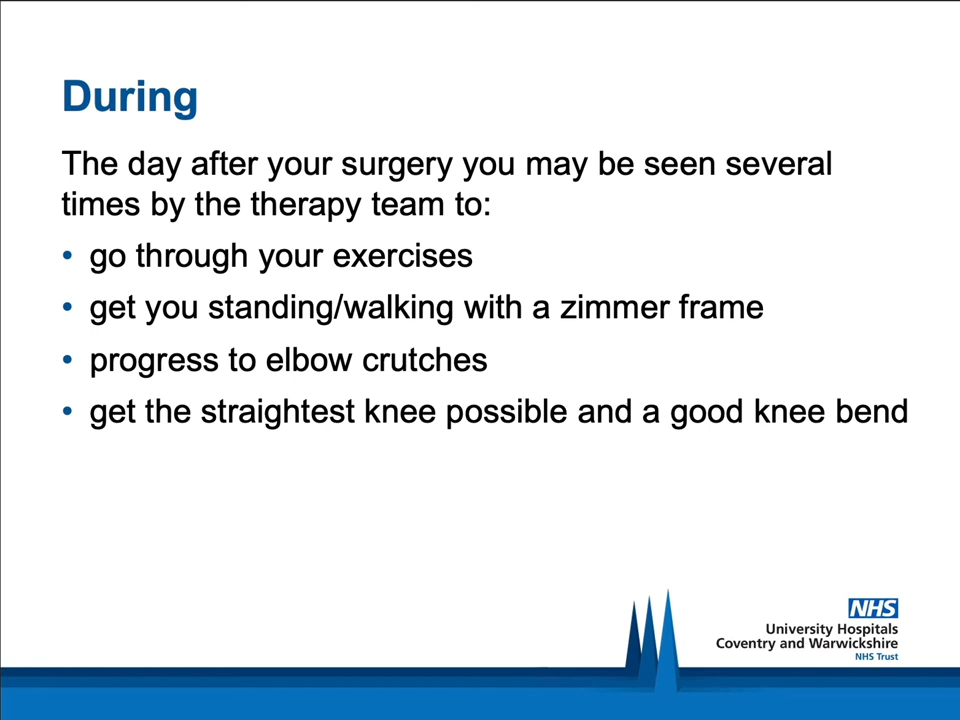 During
The day after your surgery you may be seen several
times by the therapy team to:
• go through your exercises
• get you standing/walking with a zimmer frame
• progress to elbow crutches
• get the straightest knee possible and a good knee bend
NHS
University Hospitals
Coventry and Warwickshire
NHS Trust